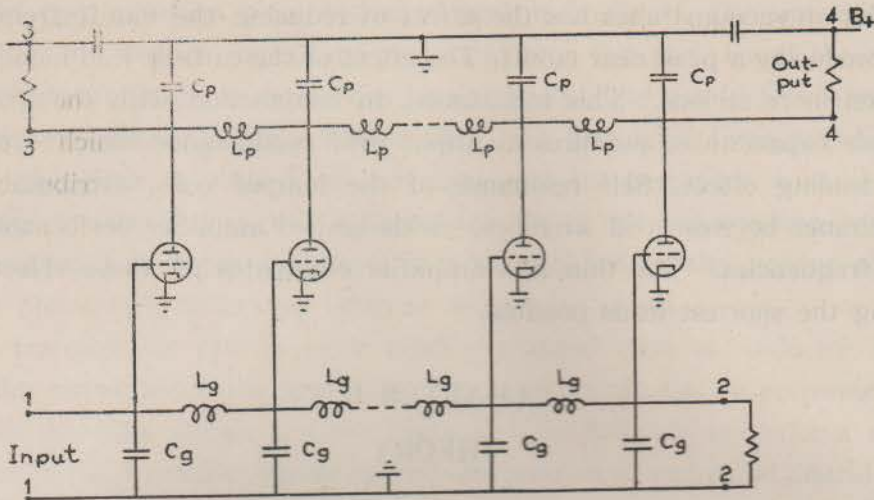 3 4 B+
Cp Cp Cp Cp
Out-
put
3 Lp Lp Lp Lp 4
Lg Lg Lg Lg
1 2
Input Cg Cg Cg Cg
1 2